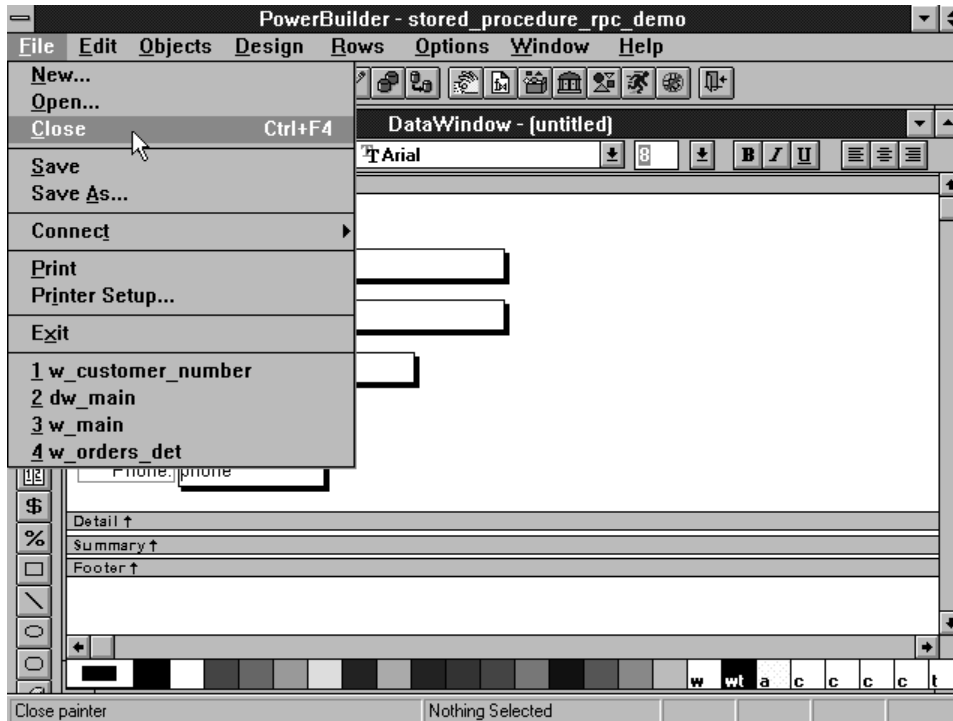 PowerBuilder - stored_procedure_rpc_demo
File Edit Objects Design Rows Options Window Help
New...
Open...
Close Ctrl+F4
DataWindow - (untitled)
Arial 8 B I U
Save
Save As...
Connect
Print
Printer Setup...
Exit
1 w_customer_number
2 dw_main
3 w_main
4 w_orders_det
Phone: phone
$
Detail ↑
%
Summary ↑
Footer ↑
w wt a c c c c t
Close painter Nothing Selected